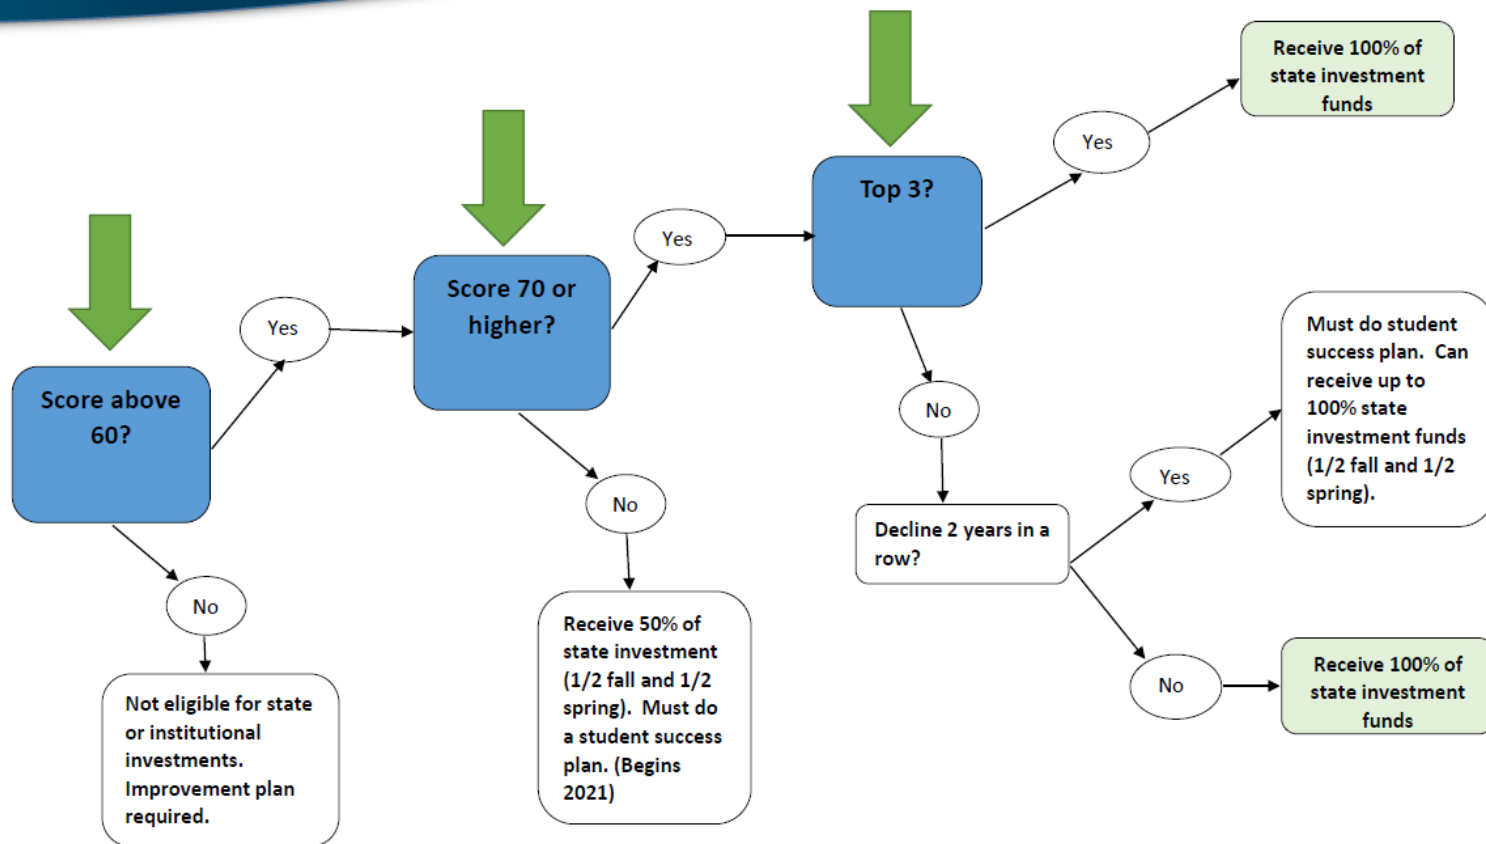 Receive 100% of
state investment
funds
Yes
Top 3?
Yes
Score 70 or
higher?
Yes
Score above
60?
Must do student
success plan.  Can
receive up to
100% state
investment funds
(1/2 fall and 1/2
spring).
No
Yes
No
Decline 2 years in a
row?
No
Receive 50% of
state investment
(1/2 fall and 1/2
spring).  Must do
a student success
plan. (Begins
2021)
No
Receive 100% of
state investment
funds
Not eligible for state
or institutional
investments.
Improvement plan
required.